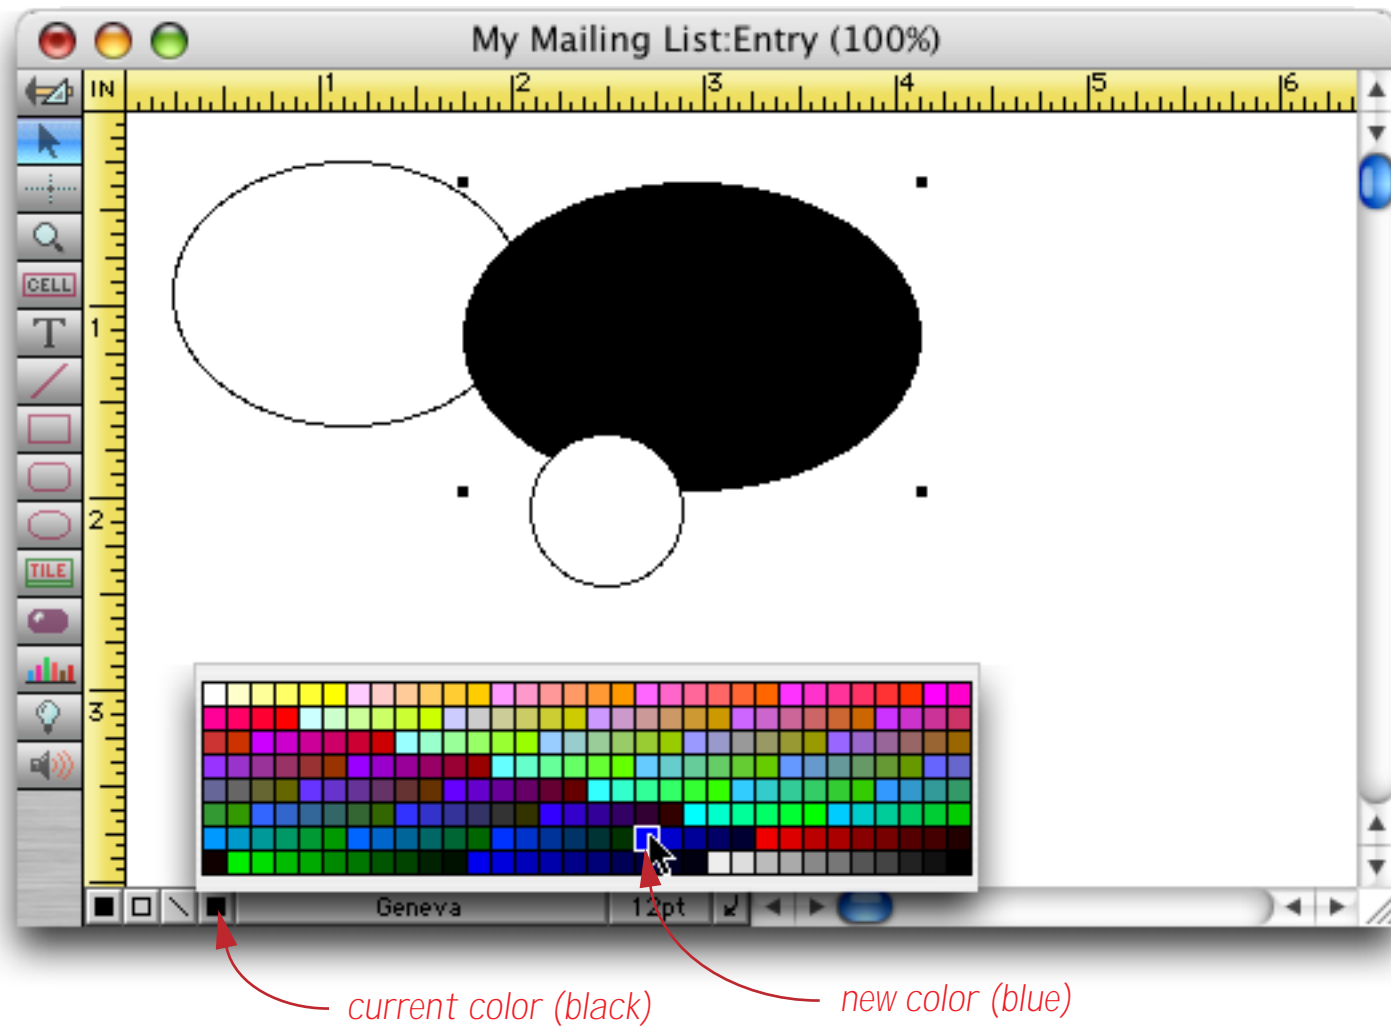 My Mailing List:Entry (100%)
IN 1 2 3 4 5 6
CELL
T
1
2
TILE
3
Geneva 12pt
current color (black)
new color (blue)